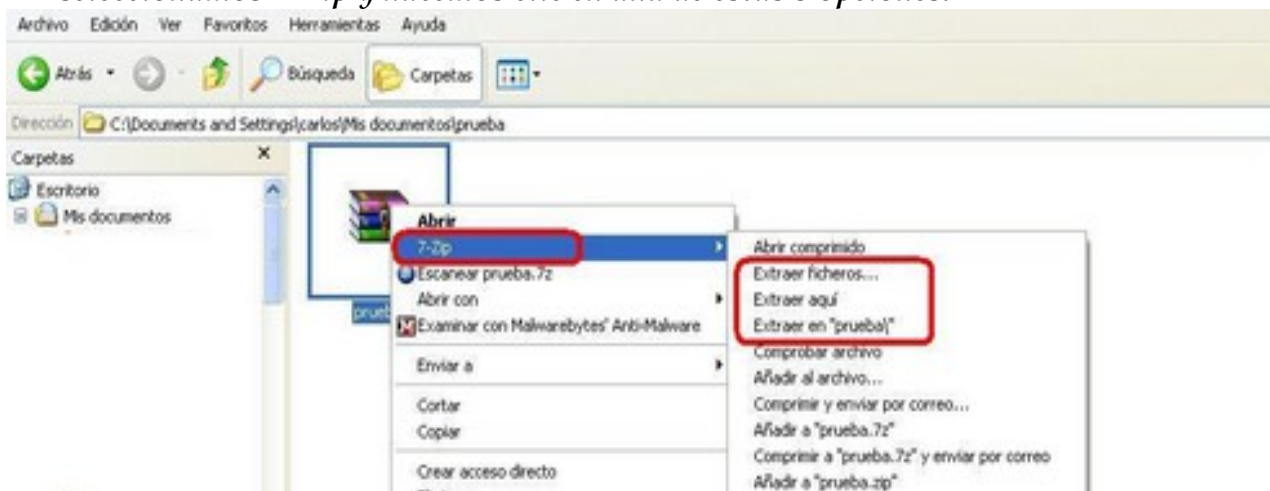 Archivo Edición Ver Favoritos Herramientas Ayuda
Atrás Búsqueda Carpetas
Dirección C:\Documents and Settings\carlos\Mis documentos\prueba
Carpetas
Escritorio
Mis documentos
Abrir
7-Zip
Escanear prueba.7z
Abrir con
Examinar con Malwarebytes' Anti-Malware
Enviar a
Cortar
Copiar
Crear acceso directo
Abrir comprimido
Extraer ficheros...
Extraer aquí
Extraer en "prueba\"
Comprobar archivo
Añadir al archivo...
Comprimir y enviar por correo...
Añadir a "prueba.7z"
Comprimir a "prueba.7z" y enviar por correo
Añadir a "prueba.zip"